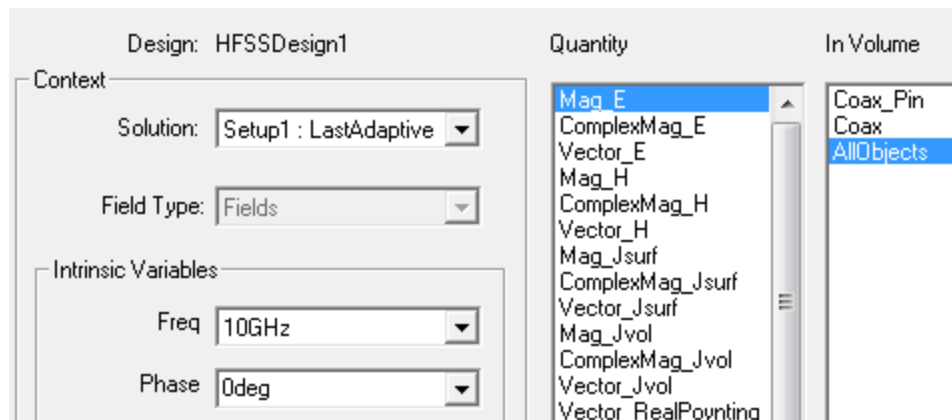 Design: HFSSDesign1
Context
Solution: Setup1 : LastAdaptive
Field Type: Fields
Intrinsic Variables
Freq 10GHz
Phase 0deg
Quantity
Mag_E
ComplexMag_E
Vector_E
Mag_H
ComplexMag_H
Vector_H
Mag_Jsurf
ComplexMag_Jsurf
Vector_Jsurf
Mag_Jvol
ComplexMag_Jvol
Vector_Jvol
Vector_RealPoynting
In Volume
Coax_Pin
Coax
AllObjects